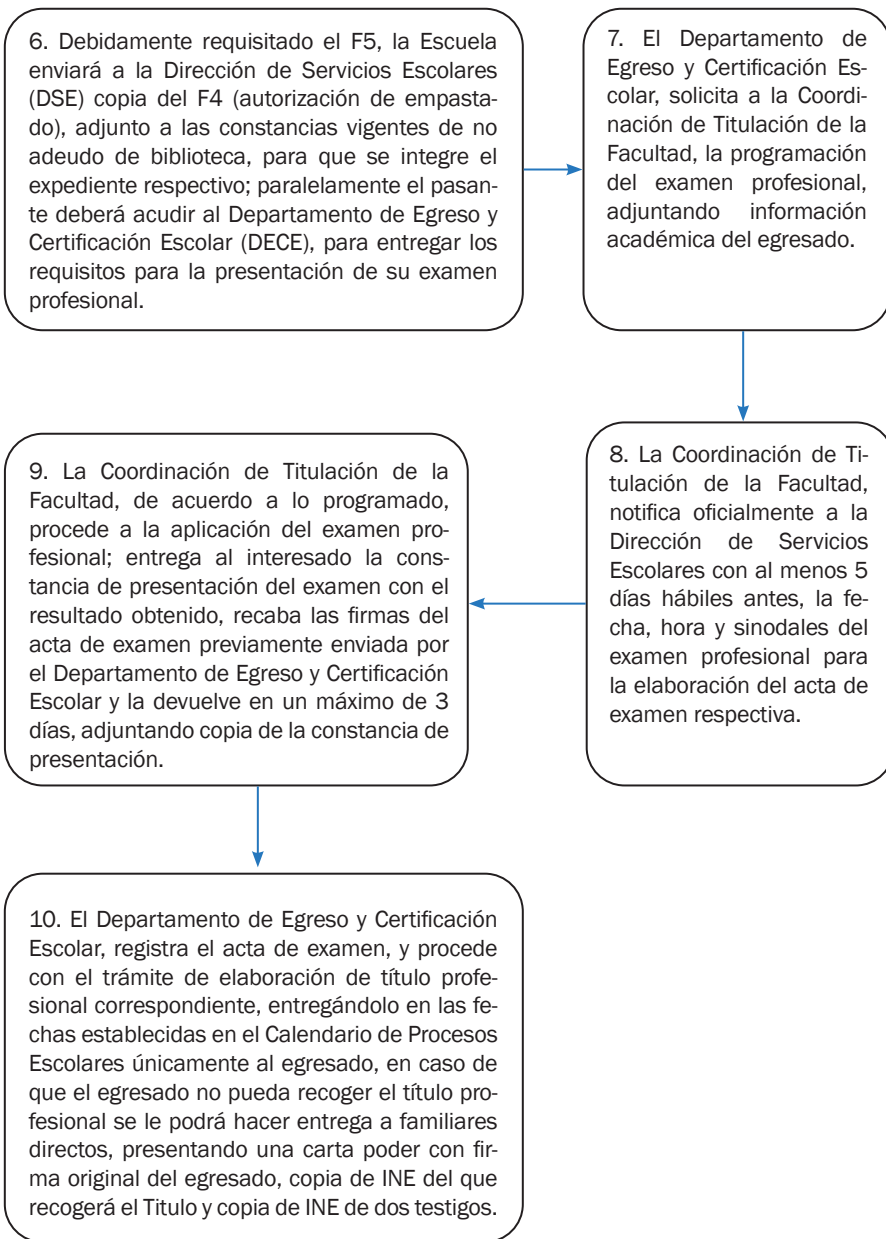 6. Debidamente requisitado el F5, la Escuela
enviará a la Dirección de Servicios Escolares
(DSE) copia del F4 (autorización de empasta-
do), adjunto a las constancias vigentes de no
adeudo de biblioteca, para que se integre el
expediente respectivo; paralelamente el pasan-
te deberá acudir al Departamento de Egreso y
Certificación Escolar (DECE), para entregar los
requisitos para la presentación de su examen
profesional.
7. El Departamento de
Egreso y Certificación Es-
colar, solicita a la Coordi-
nación de Titulación de la
Facultad, la programación
del examen profesional,
adjuntando información
académica del egresado.
8. La Coordinación de Ti-
tulación de la Facultad,
notifica oficialmente a la
Dirección de Servicios
Escolares con al menos 5
días hábiles antes, la fe-
cha, hora y sinodales del
examen profesional para
la elaboración del acta de
examen respectiva.
9. La Coordinación de Titulación de la
Facultad, de acuerdo a lo programado,
procede a la aplicación del examen pro-
fesional; entrega al interesado la cons-
tancia de presentación del examen con el
resultado obtenido, recaba las firmas del
acta de examen previamente enviada por
el Departamento de Egreso y Certificación
Escolar y la devuelve en un máximo de 3
días, adjuntando copia de la constancia de
presentación.
10. El Departamento de Egreso y Certificación
Escolar, registra el acta de examen, y procede
con el trámite de elaboración de título profe-
sional correspondiente, entregándolo en las fe-
chas establecidas en el Calendario de Procesos
Escolares únicamente al egresado, en caso de
que el egresado no pueda recoger el título pro-
fesional se le podrá hacer entrega a familiares
directos, presentando una carta poder con fir-
ma original del egresado, copia de INE del que
recogerá el Titulo y copia de INE de dos testigos.